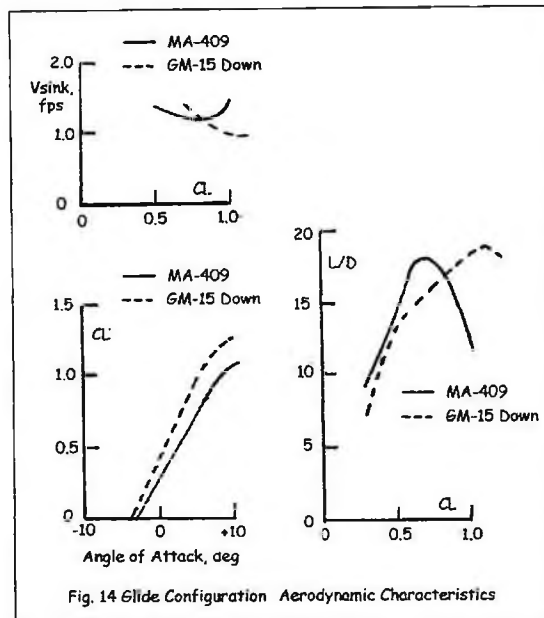 MA-409
GM-15 Down
2.0
Vsink,
fps
1.0
0
0
0.5
1.0
CL
MA-409
GM-15 Down
1.5
CL
1.0
0.5
0
-10
0
+10
Angle of Attack, deg
20
L/D
15
10
5
0
MA-409
GM-15 Down
CL
0.5
1.0
Fig. 14 Glide Configuration Aerodynamic Characteristics